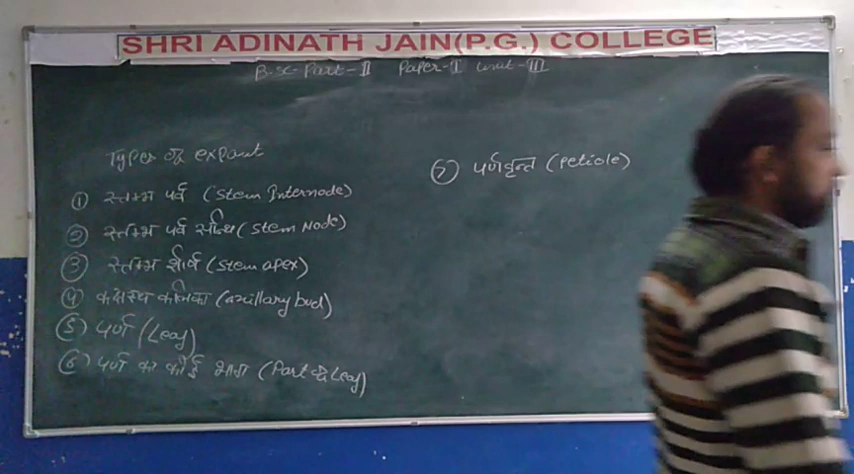 SHRI ADINATH JAIN(P.G.) COLLEGE
B.SC. Part-II Paper-I Unit-III
Types of expant
① स्तम्भ पर्व (Stem Internode)
② स्तम्भ पर्व सन्धि (Stem Node)
③ स्तम्भ शीर्ष (Stem apex)
④ कक्षस्थ कलिका (axillary bud)
⑤ पर्ण (Leaf)
⑥ पर्ण का कोई भाग (Part of Leaf)
⑦ पर्णवृन्त (Petiole)